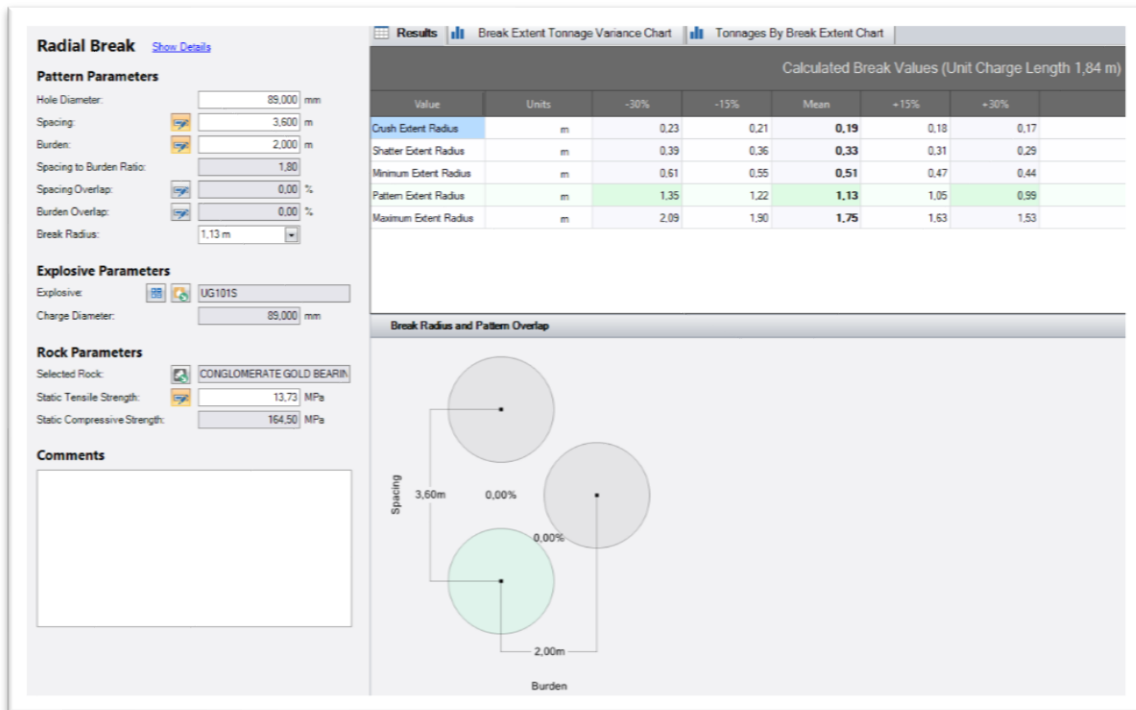 Radial Break Show Details
Pattern Parameters
Hole Diameter: 89,000 mm
Spacing: 3,600 m
Burden: 2,000 m
Spacing to Burden Ratio: 1,80
Spacing Overlap: 0,00 %
Burden Overlap: 0,00 %
Break Radius: 1,13 m
Explosive Parameters
Explosive: UG101S
Charge Diameter: 89,000 mm
Rock Parameters
Selected Rock: CONGLOMERATE GOLD BEARIN
Static Tensile Strength: 13,73 MPa
Static Compressive Strength: 164,50 MPa
Comments
Results Break Extent Tonnage Variance Chart Tonnages By Break Extent Chart
Calculated Break Values (Unit Charge Length 1,84 m)
Value Units -30% -15% Mean +15% +30%
Crush Extent Radius m 0,23 0,21 0,19 0,18 0,17
Shatter Extent Radius m 0,39 0,36 0,33 0,31 0,29
Minimum Extent Radius m 0,61 0,55 0,51 0,47 0,44
Pattern Extent Radius m 1,35 1,22 1,13 1,05 0,99
Maximum Extent Radius m 2,09 1,90 1,75 1,63 1,53
Break Radius and Pattern Overlap
Spacing
3,60m 0,00%
0,00%
2,00m
Burden